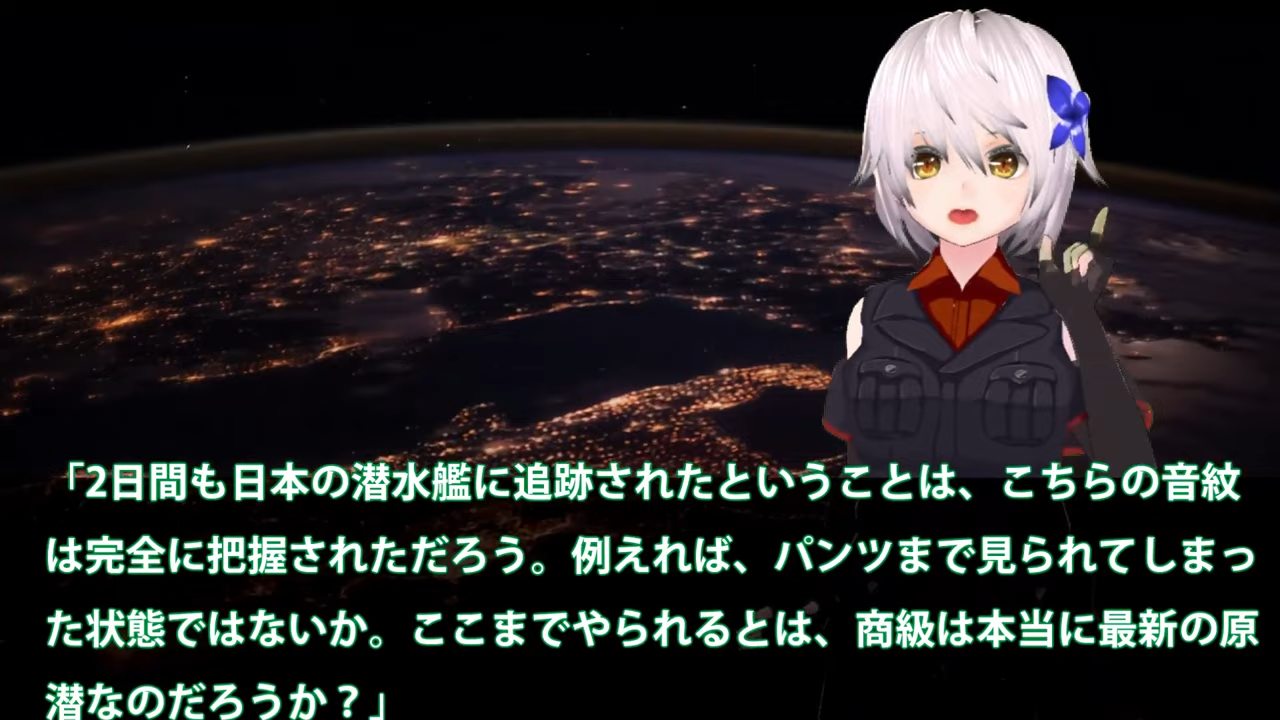 「2日間も日本の潜水艦に追跡されたということは、こちらの音紋
は完全に把握されただろう。例えれば、パンツまで見られてしまっ
た状態ではないか。ここまでやられるとは、商級は本当に最新の原
潜なのだろうか？」